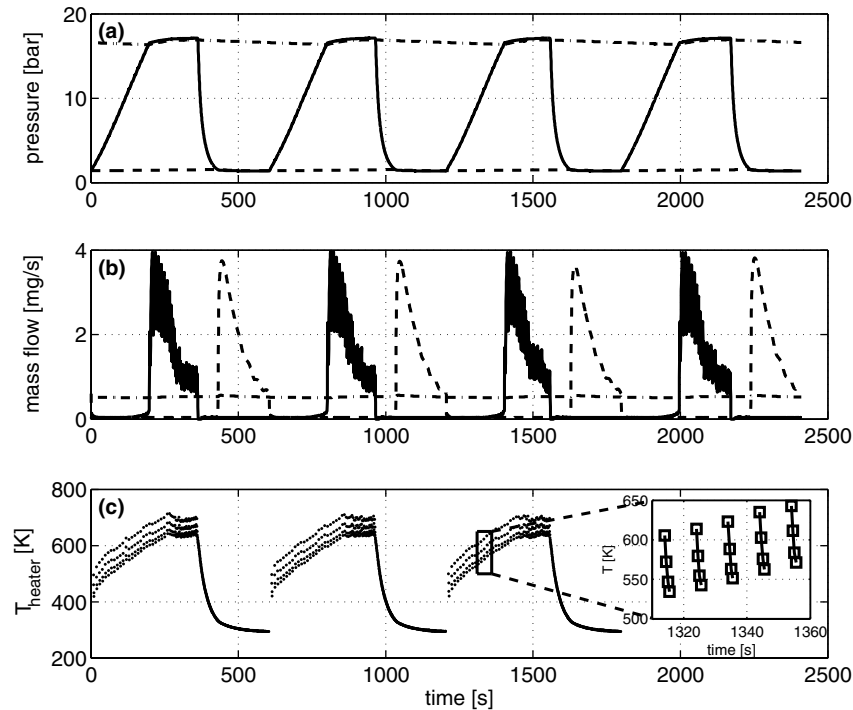 (a)
pressure [bar]
20
10
0
0 500 1000 1500 2000 2500
(b)
mass flow [mg/s]
4
2
0
0 500 1000 1500 2000 2500
(c)
T_heater [K]
800
600
400
200
0 500 1000 1500 2000 2500
time [s]
T [K]
650
600
550
500
1320 1340 1360
time [s]